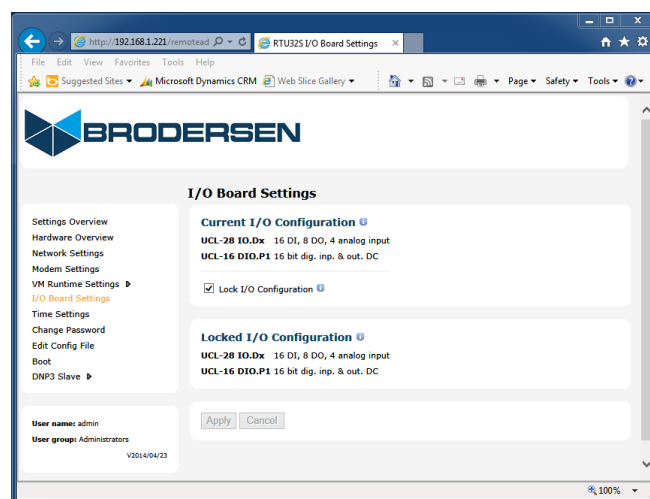 http://192.168.1.221/remotead
RTU32S I/O Board Settings
File Edit View Favorites Tools Help
Suggested Sites Microsoft Dynamics CRM Web Slice Gallery Page Safety Tools
BRODERSEN
I/O Board Settings
Settings Overview
Hardware Overview
Network Settings
Modem Settings
VM Runtime Settings
I/O Board Settings
Time Settings
Change Password
Edit Config File
Boot
DNP3 Slave
Current I/O Configuration
UCL-28 IO.Dx 16 DI, 8 DO, 4 analog input
UCL-16 DIO.P1 16 bit dig. inp. & out. DC
Lock I/O Configuration
Locked I/O Configuration
UCL-28 IO.Dx 16 DI, 8 DO, 4 analog input
UCL-16 DIO.P1 16 bit dig. inp. & out. DC
Apply Cancel
User name: admin
User group: Administrators
V2014/04/23
100%